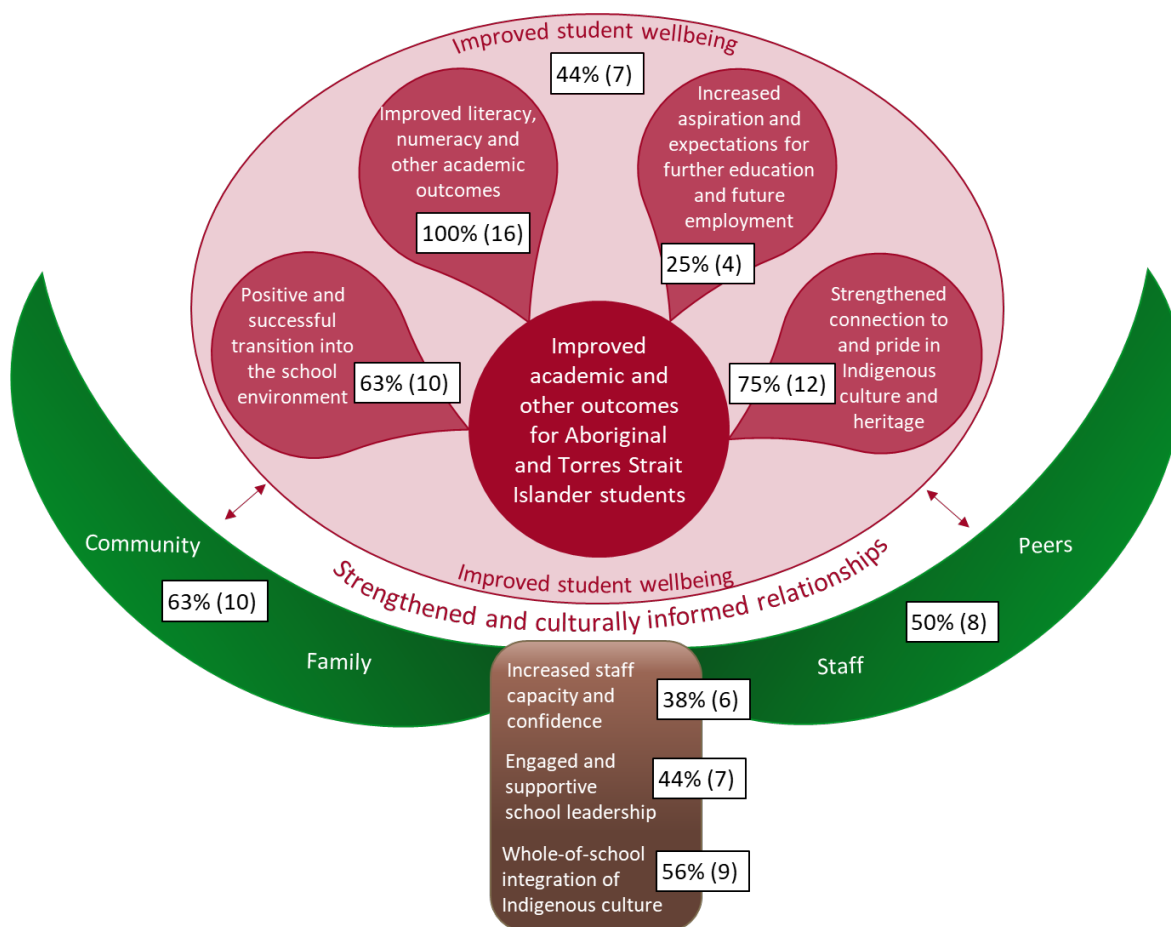 Improved student wellbeing
44% (7)
Improved literacy,
numeracy and
other academic
outcomes
100% (16)
Increased
aspiration and
expectations for
further education
and future
employment
25% (4)
Positive and
successful
transition into
the school
environment
63% (10)
Strengthened
connection to
and pride in
Indigenous
culture and
heritage
75% (12)
Improved
academic and
other outcomes
for Aboriginal
and Torres Strait
Islander students
Improved student wellbeing
Strengthened and culturally informed relationships
Community
63% (10)
Family
Peers
50% (8)
Staff
Increased staff
capacity and
confidence
38% (6)
Engaged and
supportive
school leadership
44% (7)
Whole-of-school
integration of
Indigenous culture
56% (9)